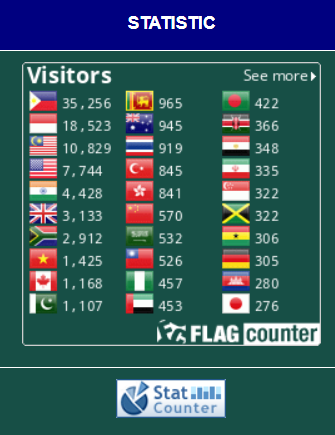 STATISTIC
Visitors See more
35,256 965 422
18,523 945 366
10,829 919 348
7,744 845 335
4,428 841 322
3,133 570 322
2,912 532 306
1,425 526 305
1,168 457 280
1,107 453 276
FLAG counter
Stat
Counter